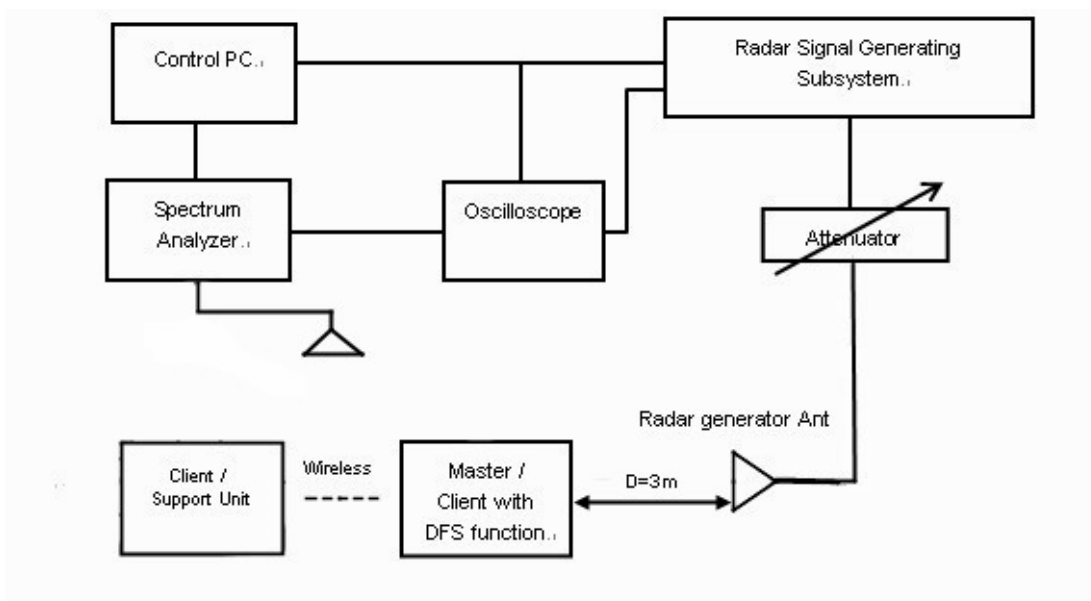 Control PC
Radar Signal Generating
Subsystem
Spectrum
Analyzer
Oscilloscope
Attenuator
Radar generator Ant
Client /
Support Unit
Wireless
Master /
Client with
DFS function
D=3m